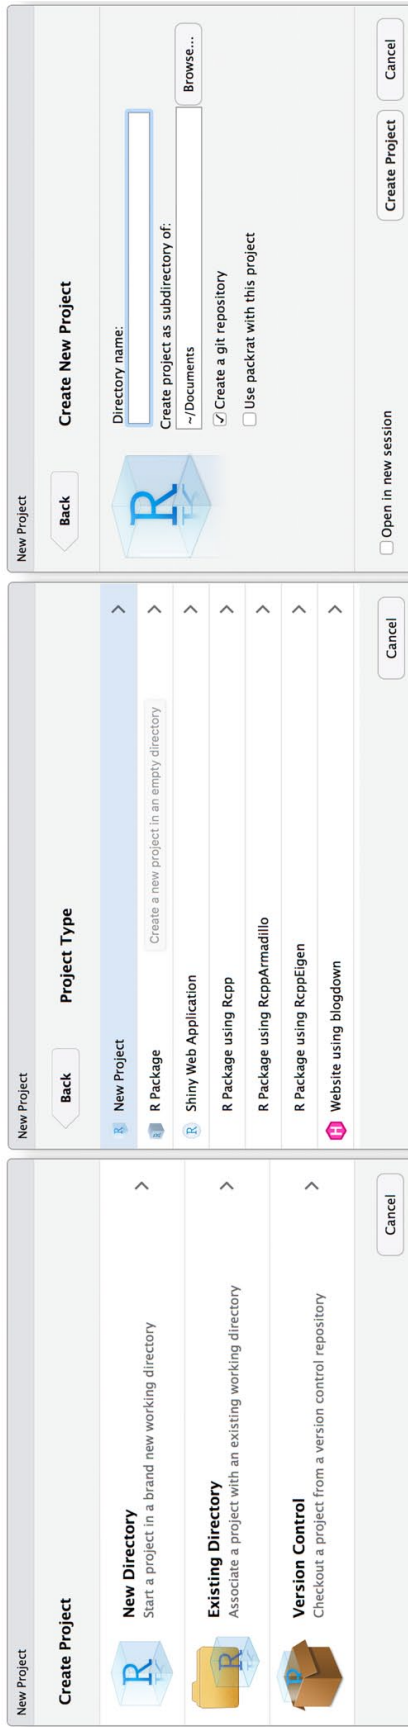 New Project
Create Project
New Directory
Start a project in a brand new working directory
Existing Directory
Associate a project with an existing working directory
Version Control
Checkout a project from a version control repository
Cancel
New Project
Back
Project Type
New Project
R Package
Create a new project in an empty directory
Shiny Web Application
R Package using Rcpp
R Package using RcppArmadillo
R Package using RcppEigen
Website using blogdown
Cancel
New Project
Back
Create New Project
Directory name:
Create project as subdirectory of:
~/Documents
Browse...
Create a git repository
Use packrat with this project
Open in new session
Create Project
Cancel